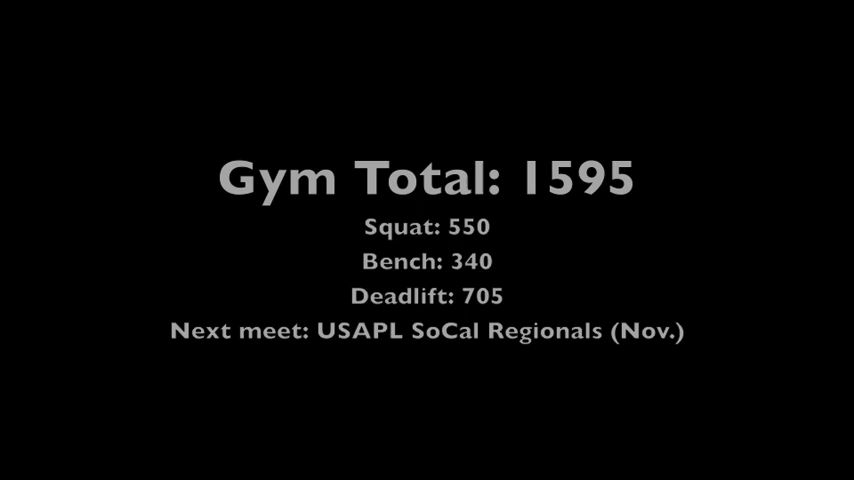 Gym Total: 1595
Squat: 550
Bench: 340
Deadlift: 705
Next meet: USAPL SoCal Regionals (Nov.)